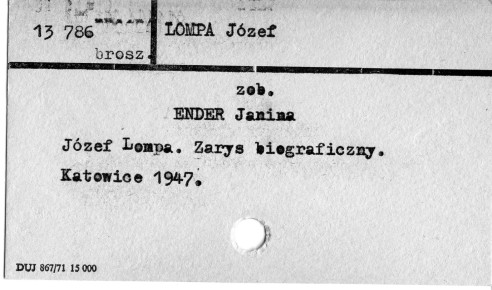 13 786 LOMPA Józef
brosz.
zob.
ENDER Janina
Józef Lompa. Zarys biograficzny.
Katowice 1947.
DUJ 867/71 15 000